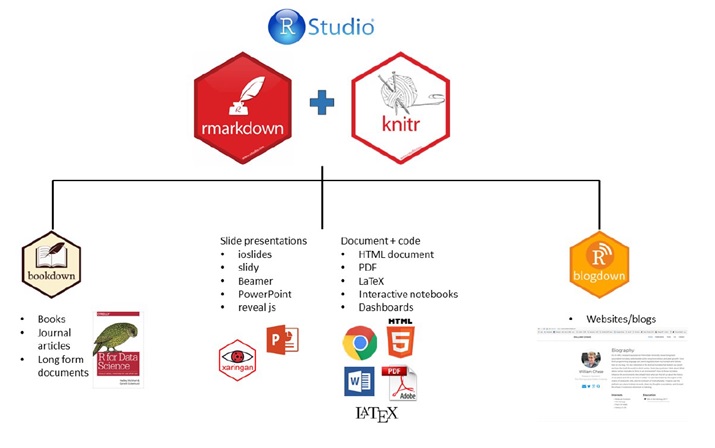 R Studio®
rmarkdown
knitr
bookdown
• Books
• Journal
articles
• Long form
documents
R for Data
Science
Slide presentations
• ioslides
• slidy
• Beamer
• PowerPoint
• reveal js
xaringan
P
Document + code
• HTML document
• PDF
• LaTeX
• Interactive notebooks
• Dashboards
HTML
5
W
PDF
Adobe
LATEX
R
blogdown
• Websites/blogs
Biography
William Chase